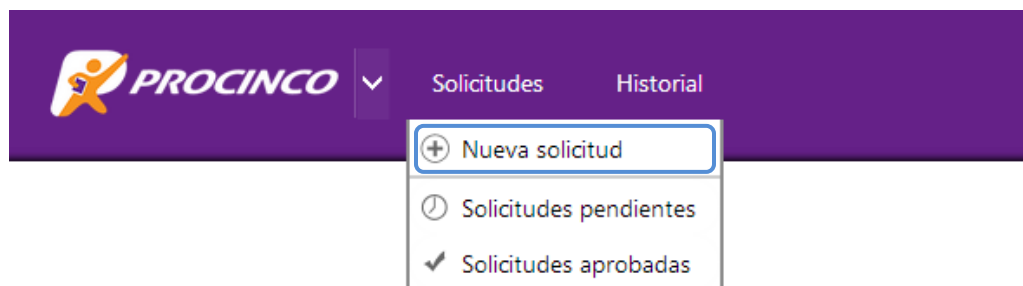 PROCINCO Solicitudes Historial
Nueva solicitud
Solicitudes pendientes
Solicitudes aprobadas